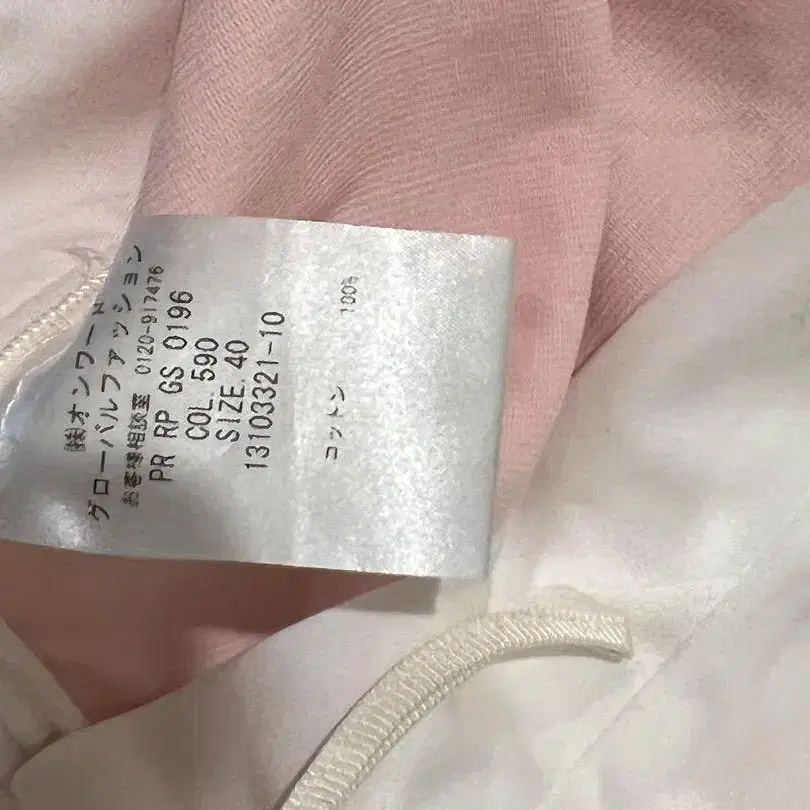 (株)オンワード
グローバルファッション
お客様相談室 0120-917476
PR RP GS 0196
COL. 590
SIZE. 40
13103321-10
コットン 100%